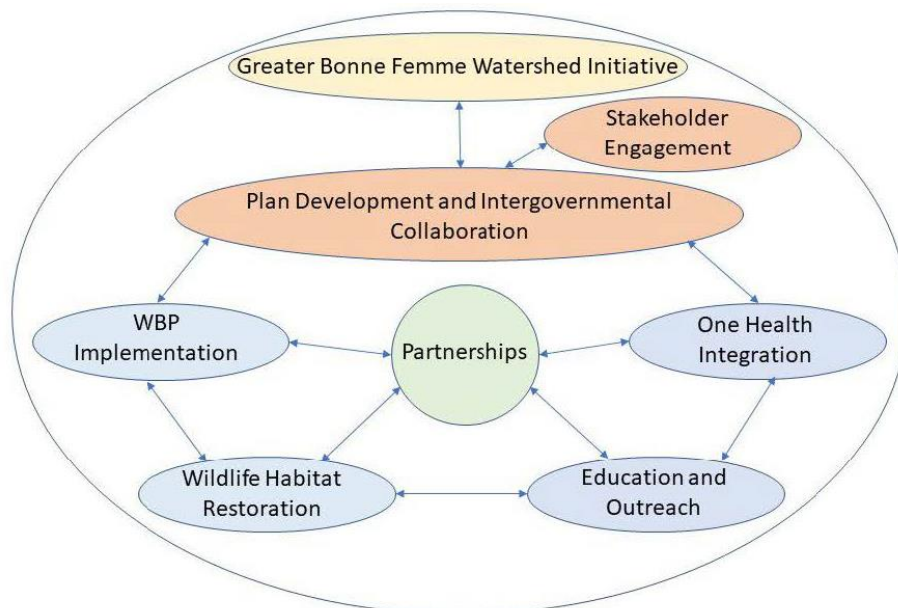 Greater Bonne Femme Watershed Initiative
Stakeholder
Engagement
Plan Development and Intergovernmental
Collaboration
WBP
Implementation
Partnerships
One Health
Integration
Wildlife Habitat
Restoration
Education and
Outreach